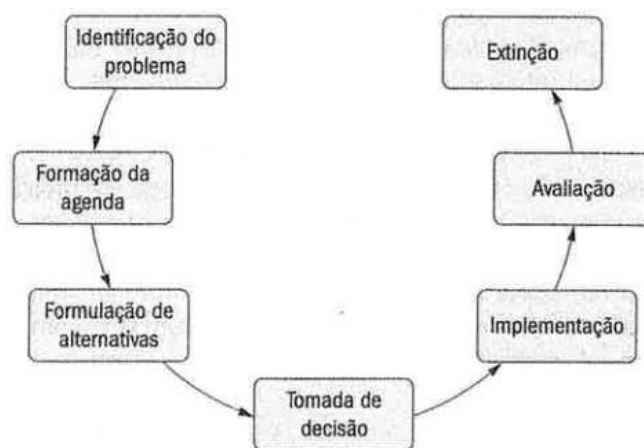 Identificação do
problema
Formação da
agenda
Formulação de
alternativas
Tomada de
decisão
Implementação
Avaliação
Extinção